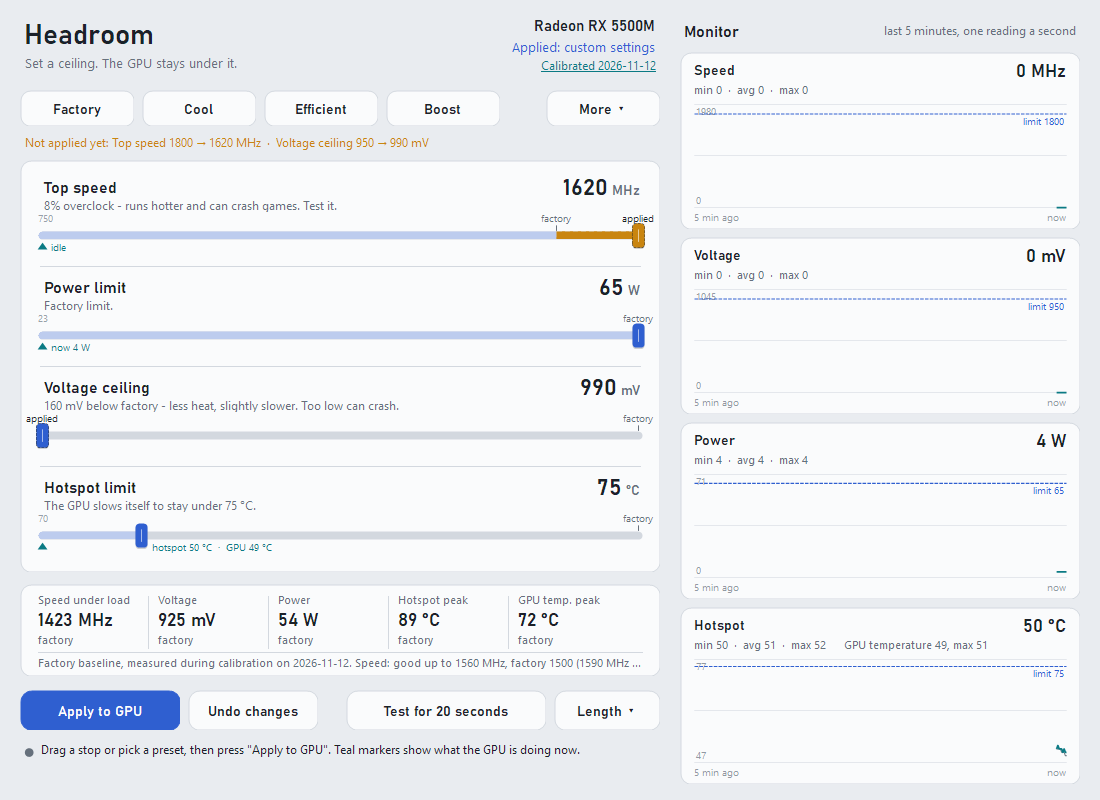 Headroom
Set a ceiling. The GPU stays under it.
Radeon RX 5500M
Applied: custom settings
Calibrated 2026-11-12
Factory
Cool
Efficient
Boost
More ▾
Not applied yet: Top speed 1800 → 1620 MHz · Voltage ceiling 950 → 990 mV
Top speed
1620 MHz
8% overclock - runs hotter and can crash games. Test it.
750
factory
applied
idle
Power limit
65 W
Factory limit.
23
factory
now 4 W
Voltage ceiling
990 mV
160 mV below factory - less heat, slightly slower. Too low can crash.
applied
factory
Hotspot limit
75 °C
The GPU slows itself to stay under 75 °C.
70
factory
hotspot 50 °C · GPU 49 °C
Speed under load
1423 MHz
factory
Voltage
925 mV
factory
Power
54 W
factory
Hotspot peak
89 °C
factory
GPU temp. peak
72 °C
factory
Factory baseline, measured during calibration on 2026-11-12. Speed: good up to 1560 MHz, factory 1500 (1590 MHz ...
Apply to GPU
Undo changes
Test for 20 seconds
Length ▾
Drag a stop or pick a preset, then press "Apply to GPU". Teal markers show what the GPU is doing now.
Monitor
last 5 minutes, one reading a second
Speed
0 MHz
min 0 · avg 0 · max 0
1980
limit 1800
0
5 min ago
now
Voltage
0 mV
min 0 · avg 0 · max 0
1045
limit 950
0
5 min ago
now
Power
4 W
min 4 · avg 4 · max 4
71
limit 65
0
5 min ago
now
Hotspot
50 °C
min 50 · avg 51 · max 52 GPU temperature 49, max 51
77
limit 75
47
5 min ago
now